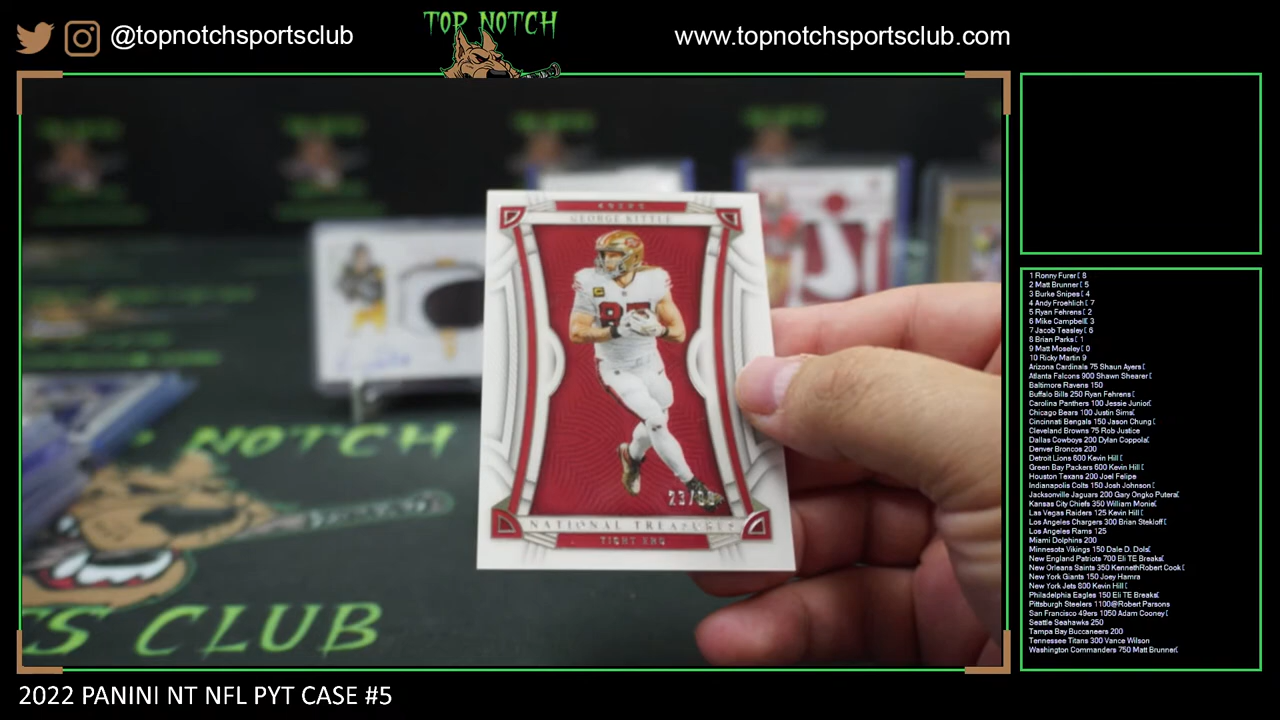 @topnotchsportsclub
TOP NOTCH
www.topnotchsportsclub.com
49ERS
GEORGE KITTLE
NATIONAL TREASURES
TIGHT END
NOTCH
S CLUB
1 Ronny Furer[ 8
2 Matt Brunner[ 5
3 Burke Snipes[ 4
4 Andy Froehlich[ 7
5 Ryan Fehrens[ 2
6 Mike Campbell[ 3
7 Jacob Teasley[ 6
8 Brian Parks[ 1
9 Matt Moseley[ 0
10 Ricky Martin 9
Arizona Cardinals 75 Shaun Ayers[
Atlanta Falcons 900 Shawn Shearer[
Baltimore Ravens 150
Buffalo Bills 250 Ryan Fehrens[
Carolina Panthers 100 Jessie Junior[
Chicago Bears 100 Justin Sims[
Cincinnati Bengals 150 Jason Chung[
Cleveland Browns 75 Rob Justice
Dallas Cowboys 200 Dylan Coppola[
Denver Broncos 200
Detroit Lions 600 Kevin Hill[
Green Bay Packers 600 Kevin Hill[
Houston Texans 200 Joel Felipe
Indianapolis Colts 150 Josh Johnson[
Jacksonville Jaguars 200 Gary Ongko Putera[
Kansas City Chiefs 350 William Monie[
Las Vegas Raiders 125 Kevin Hill[
Los Angeles Chargers 300 Brian Stekloff[
Los Angeles Rams 125
Miami Dolphins 200
Minnesota Vikings 150 Dale D. Dols[
New England Patriots 700 Eli TE Breaks[
New Orleans Saints 350 KennethRobert Cook[
New York Giants 150 Joey Hamra
New York Jets 800 Kevin Hill[
Philadelphia Eagles 150 Eli TE Breaks[
Pittsburgh Steelers 1100@Robert Parsons
San Francisco 49ers 1050 Adam Cooney[
Seattle Seahawks 250
Tampa Bay Buccaneers 200
Tennessee Titans 300 Vance Wilson
Washington Commanders 750 Matt Brunner[
2022 PANINI NT NFL PYT CASE #5